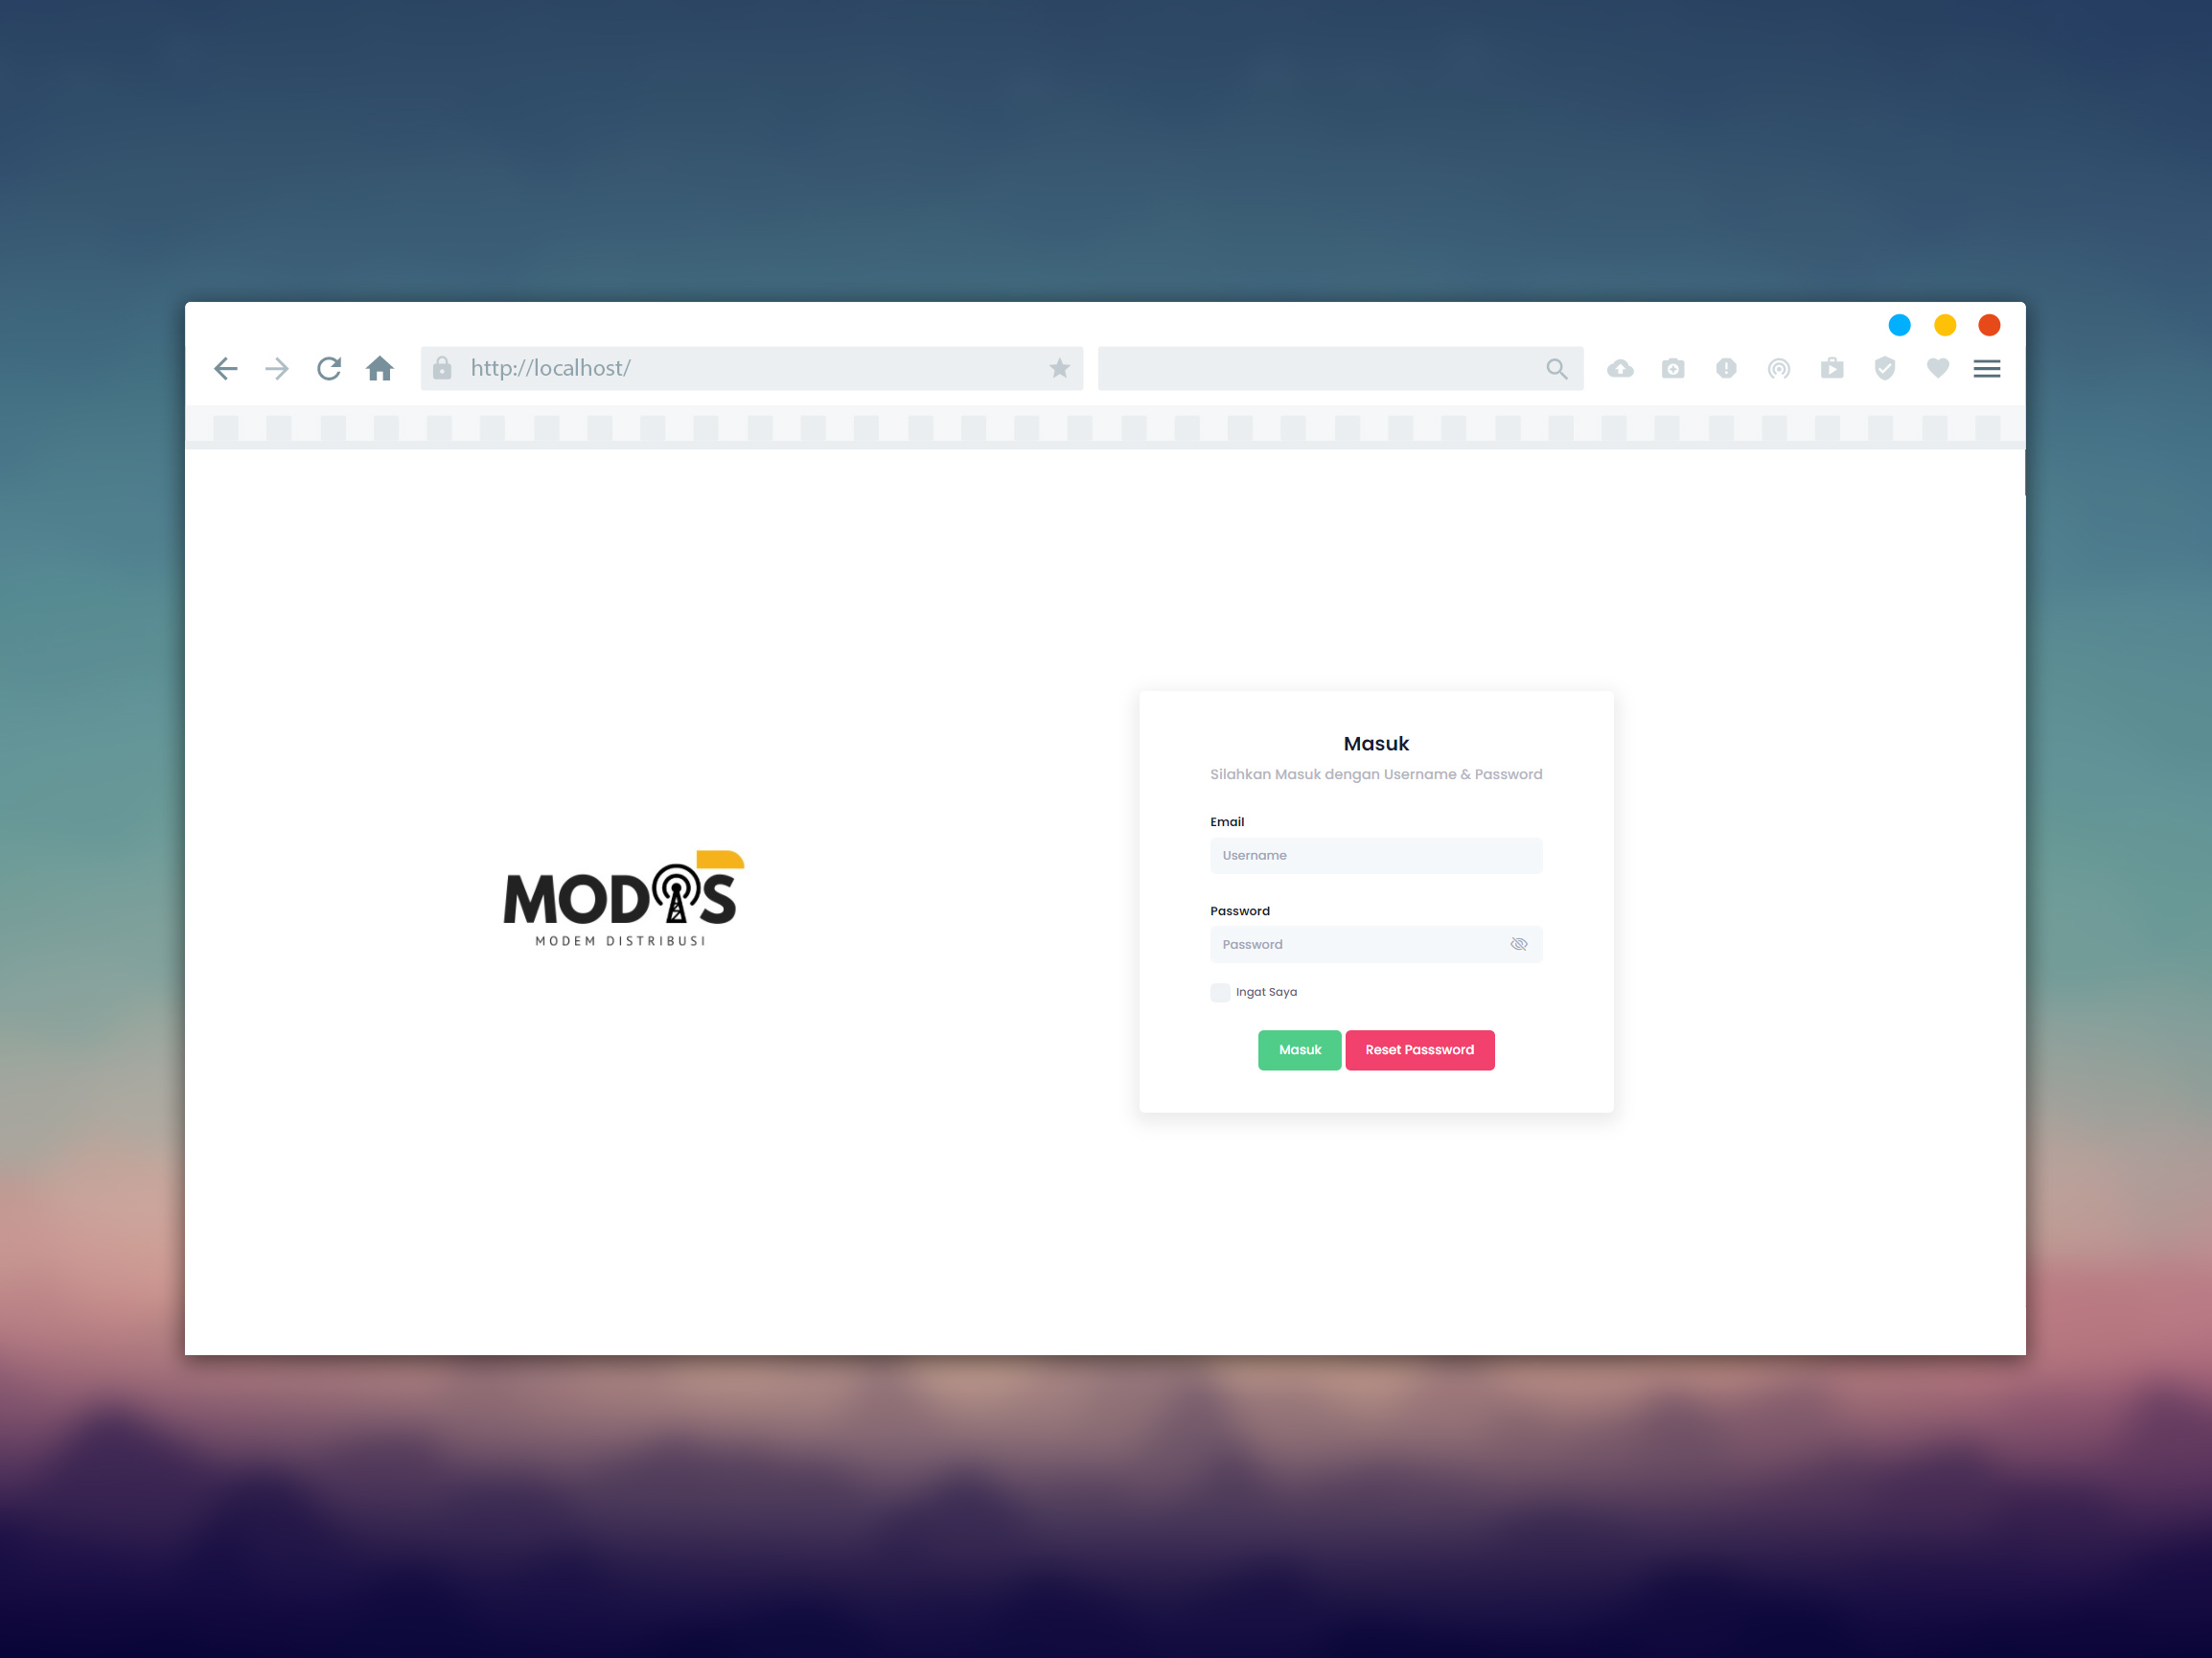 http://localhost/
MODIS
MODEM DISTRIBUSI
Masuk
Silahkan Masuk dengan Username & Password
Email
Username
Password
Password
Ingat Saya
Masuk
Reset Passsword